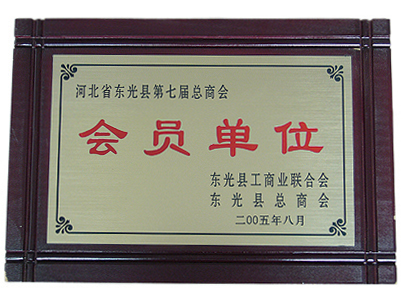 河北省东光县第七届总商会
会员单位
东光县工商业联合会
东光县总商会
二00五年八月